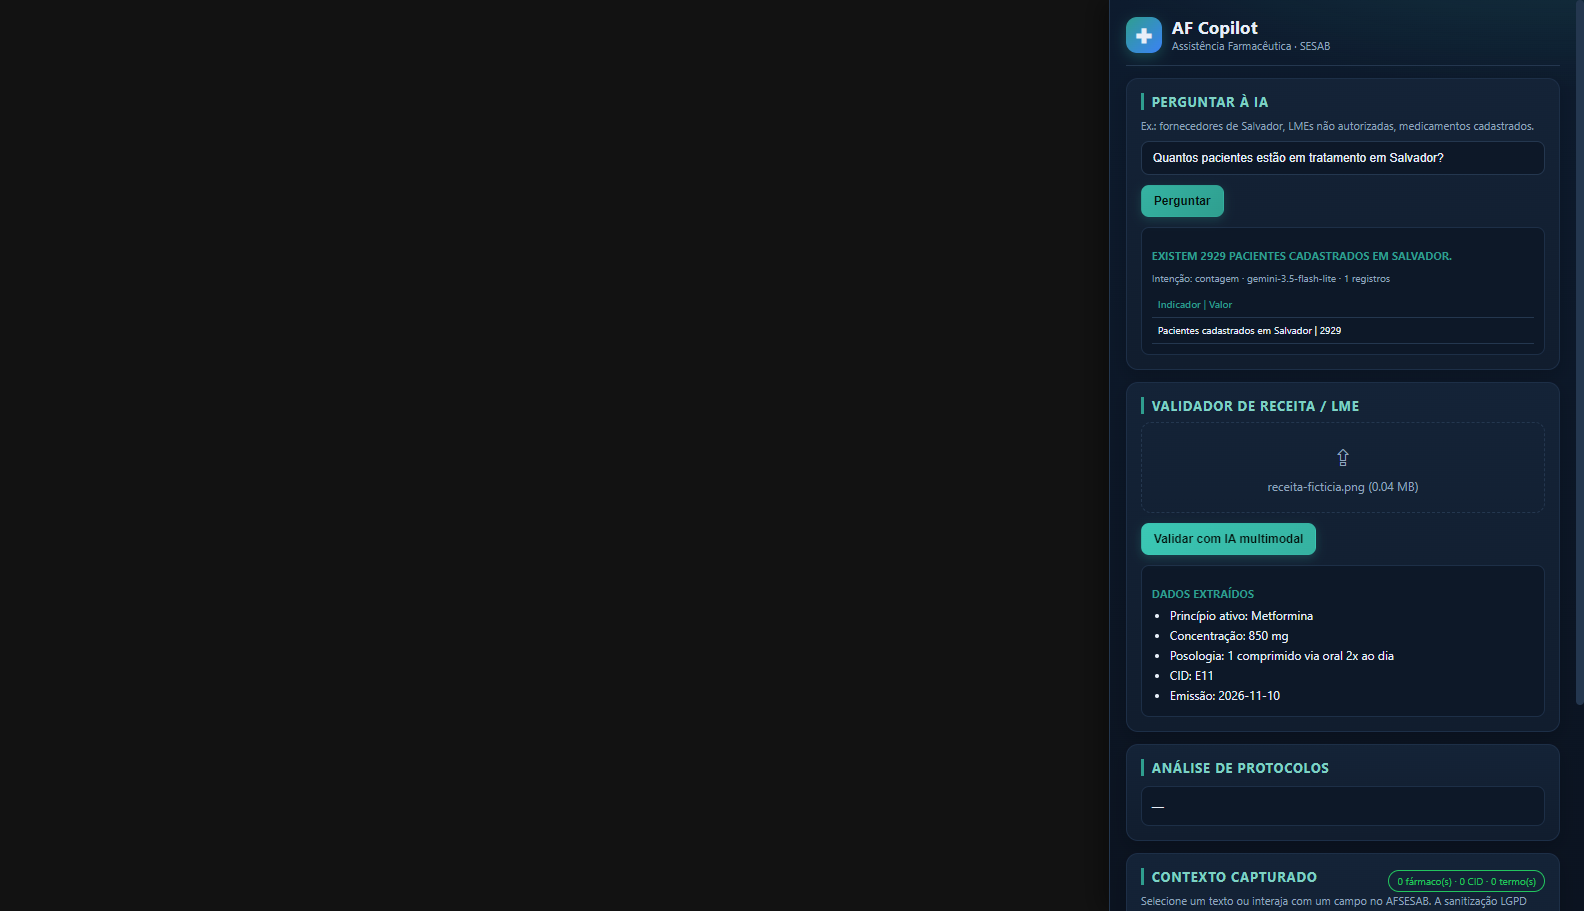 AF Copilot
Assistência Farmacêutica · SESAB
PERGUNTAR À IA
Ex.: fornecedores de Salvador, LMEs não autorizadas, medicamentos cadastrados.
Quantos pacientes estão em tratamento em Salvador?
Perguntar
EXISTEM 2929 PACIENTES CADASTRADOS EM SALVADOR.
Intenção: contagem · gemini-3.5-flash-lite · 1 registros
Indicador | Valor
Pacientes cadastrados em Salvador | 2929
VALIDADOR DE RECEITA / LME
receita-ficticia.png (0.04 MB)
Validar com IA multimodal
DADOS EXTRAÍDOS
• Princípio ativo: Metformina
• Concentração: 850 mg
• Posologia: 1 comprimido via oral 2x ao dia
• CID: E11
• Emissão: 2026-11-10
ANÁLISE DE PROTOCOLOS
—
CONTEXTO CAPTURADO
0 fármaco(s) · 0 CID · 0 termo(s)
Selecione um texto ou interaja com um campo no AFSESAB. A sanitização LGPD